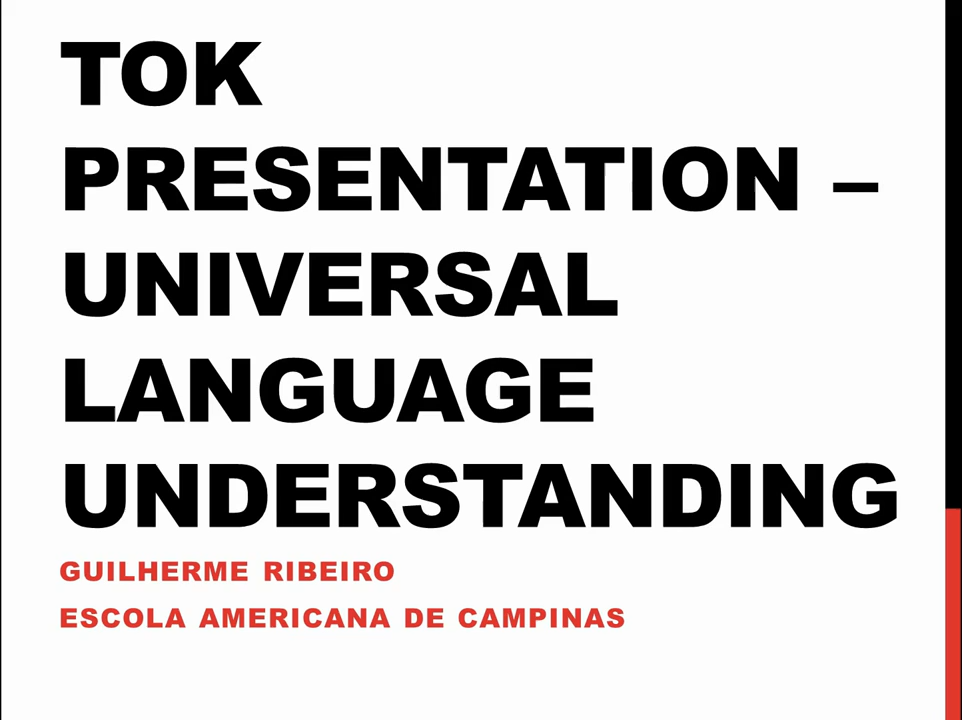 TOK
PRESENTATION –
UNIVERSAL
LANGUAGE
UNDERSTANDING
GUILHERME RIBEIRO
ESCOLA AMERICANA DE CAMPINAS